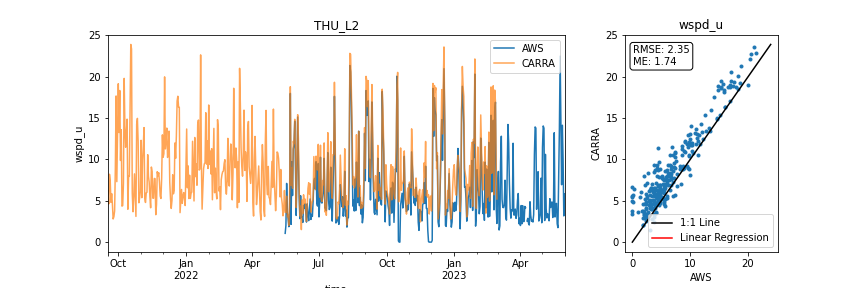 THU_L2
wspd_u
25
20
15
10
5
0
wspd_u
AWS
CARRA
Oct
Jan
2022
Apr
Jul
Oct
Jan
2023
Apr
time
25
20
15
10
5
0
CARRA
RMSE: 2.35
ME: 1.74
1:1 Line
Linear Regression
0
10
20
AWS